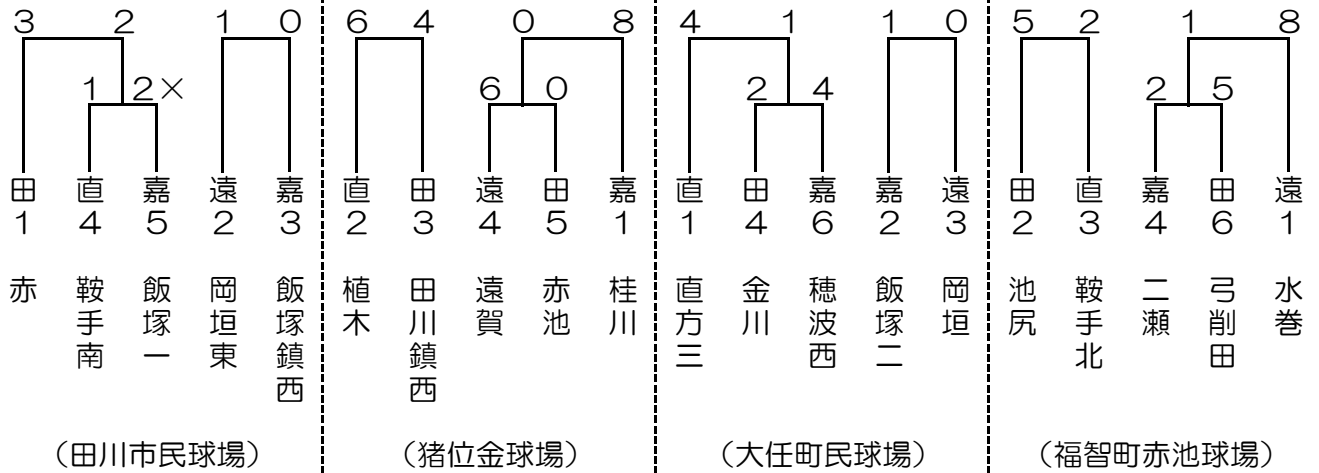 3 2 1 0 6 4 0 8 4 1 1 0 5 2 1 8
1 2× 6 0 2 4 2 5
田1 直4 嘉5 遠2 嘉3 直2 田3 遠4 田5 嘉1 直1 田4 嘉6 嘉2 遠3 田2 直3 嘉4 田6 遠1
赤 鞍手南 飯塚一 岡垣東 飯塚鎮西 植木 田川鎮西 遠賀 赤池 桂川 直方三 金川 穂波西 飯塚二 岡垣 池尻 鞍手北 二瀬 弓削田 水巻
(田川市民球場) (猪位金球場) (大任町民球場) (福智町赤池球場)